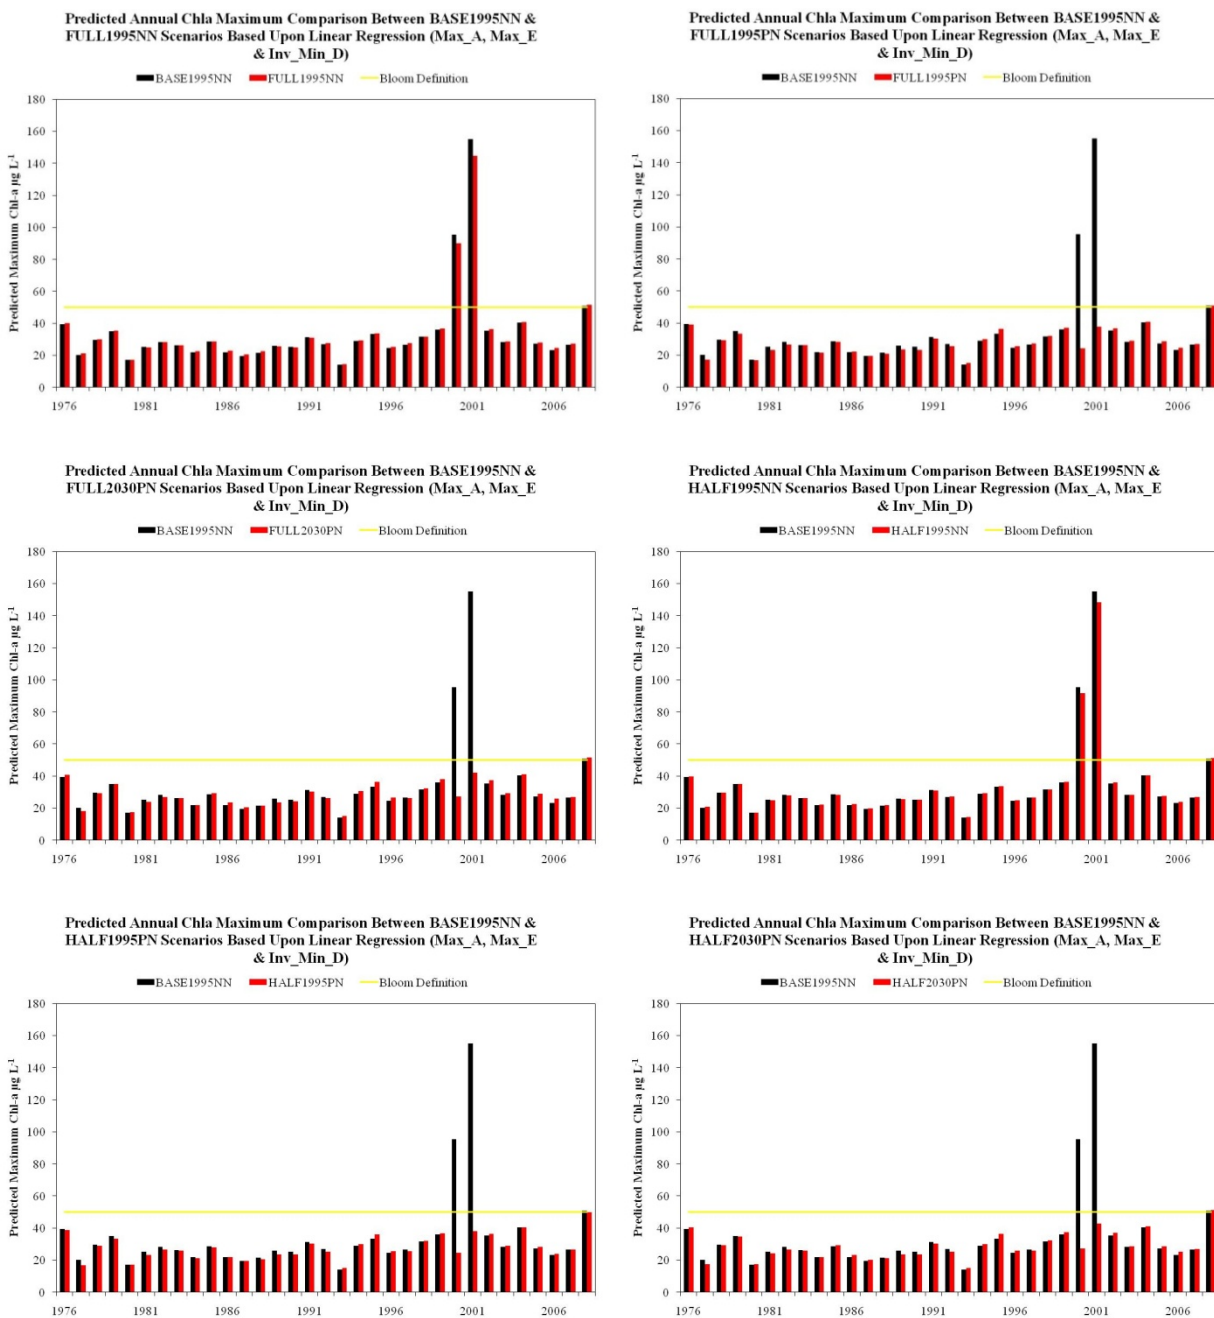 Predicted Annual Chla Maximum Comparison Between BASE1995NN &
FULL1995NN Scenarios Based Upon Linear Regression (Max_A, Max_E
& Inv_Min_D)
BASE1995NN FULL1995NN Bloom Definition
Predicted Maximum Chl-a µg L-1
180
160
140
120
100
80
60
40
20
0
1976 1981 1986 1991 1996 2001 2006
Predicted Annual Chla Maximum Comparison Between BASE1995NN &
FULL1995PN Scenarios Based Upon Linear Regression (Max_A, Max_E
& Inv_Min_D)
BASE1995NN FULL1995PN Bloom Definition
Predicted Maximum Chl-a µg L-1
180
160
140
120
100
80
60
40
20
0
1976 1981 1986 1991 1996 2001 2006
Predicted Annual Chla Maximum Comparison Between BASE1995NN &
FULL2030PN Scenarios Based Upon Linear Regression (Max_A, Max_E
& Inv_Min_D)
BASE1995NN FULL2030PN Bloom Definition
Predicted Maximum Chl-a µg L-1
180
160
140
120
100
80
60
40
20
0
1976 1981 1986 1991 1996 2001 2006
Predicted Annual Chla Maximum Comparison Between BASE1995NN &
HALF1995NN Scenarios Based Upon Linear Regression (Max_A, Max_E
& Inv_Min_D)
BASE1995NN HALF1995NN Bloom Definition
Predicted Maximum Chl-a µg L-1
180
160
140
120
100
80
60
40
20
0
1976 1981 1986 1991 1996 2001 2006
Predicted Annual Chla Maximum Comparison Between BASE1995NN &
HALF1995PN Scenarios Based Upon Linear Regression (Max_A, Max_E
& Inv_Min_D)
BASE1995NN HALF1995PN Bloom Definition
Predicted Maximum Chl-a µg L-1
180
160
140
120
100
80
60
40
20
0
1976 1981 1986 1991 1996 2001 2006
Predicted Annual Chla Maximum Comparison Between BASE1995NN &
HALF2030PN Scenarios Based Upon Linear Regression (Max_A, Max_E
& Inv_Min_D)
BASE1995NN HALF2030PN Bloom Definition
Predicted Maximum Chl-a µg L-1
180
160
140
120
100
80
60
40
20
0
1976 1981 1986 1991 1996 2001 2006